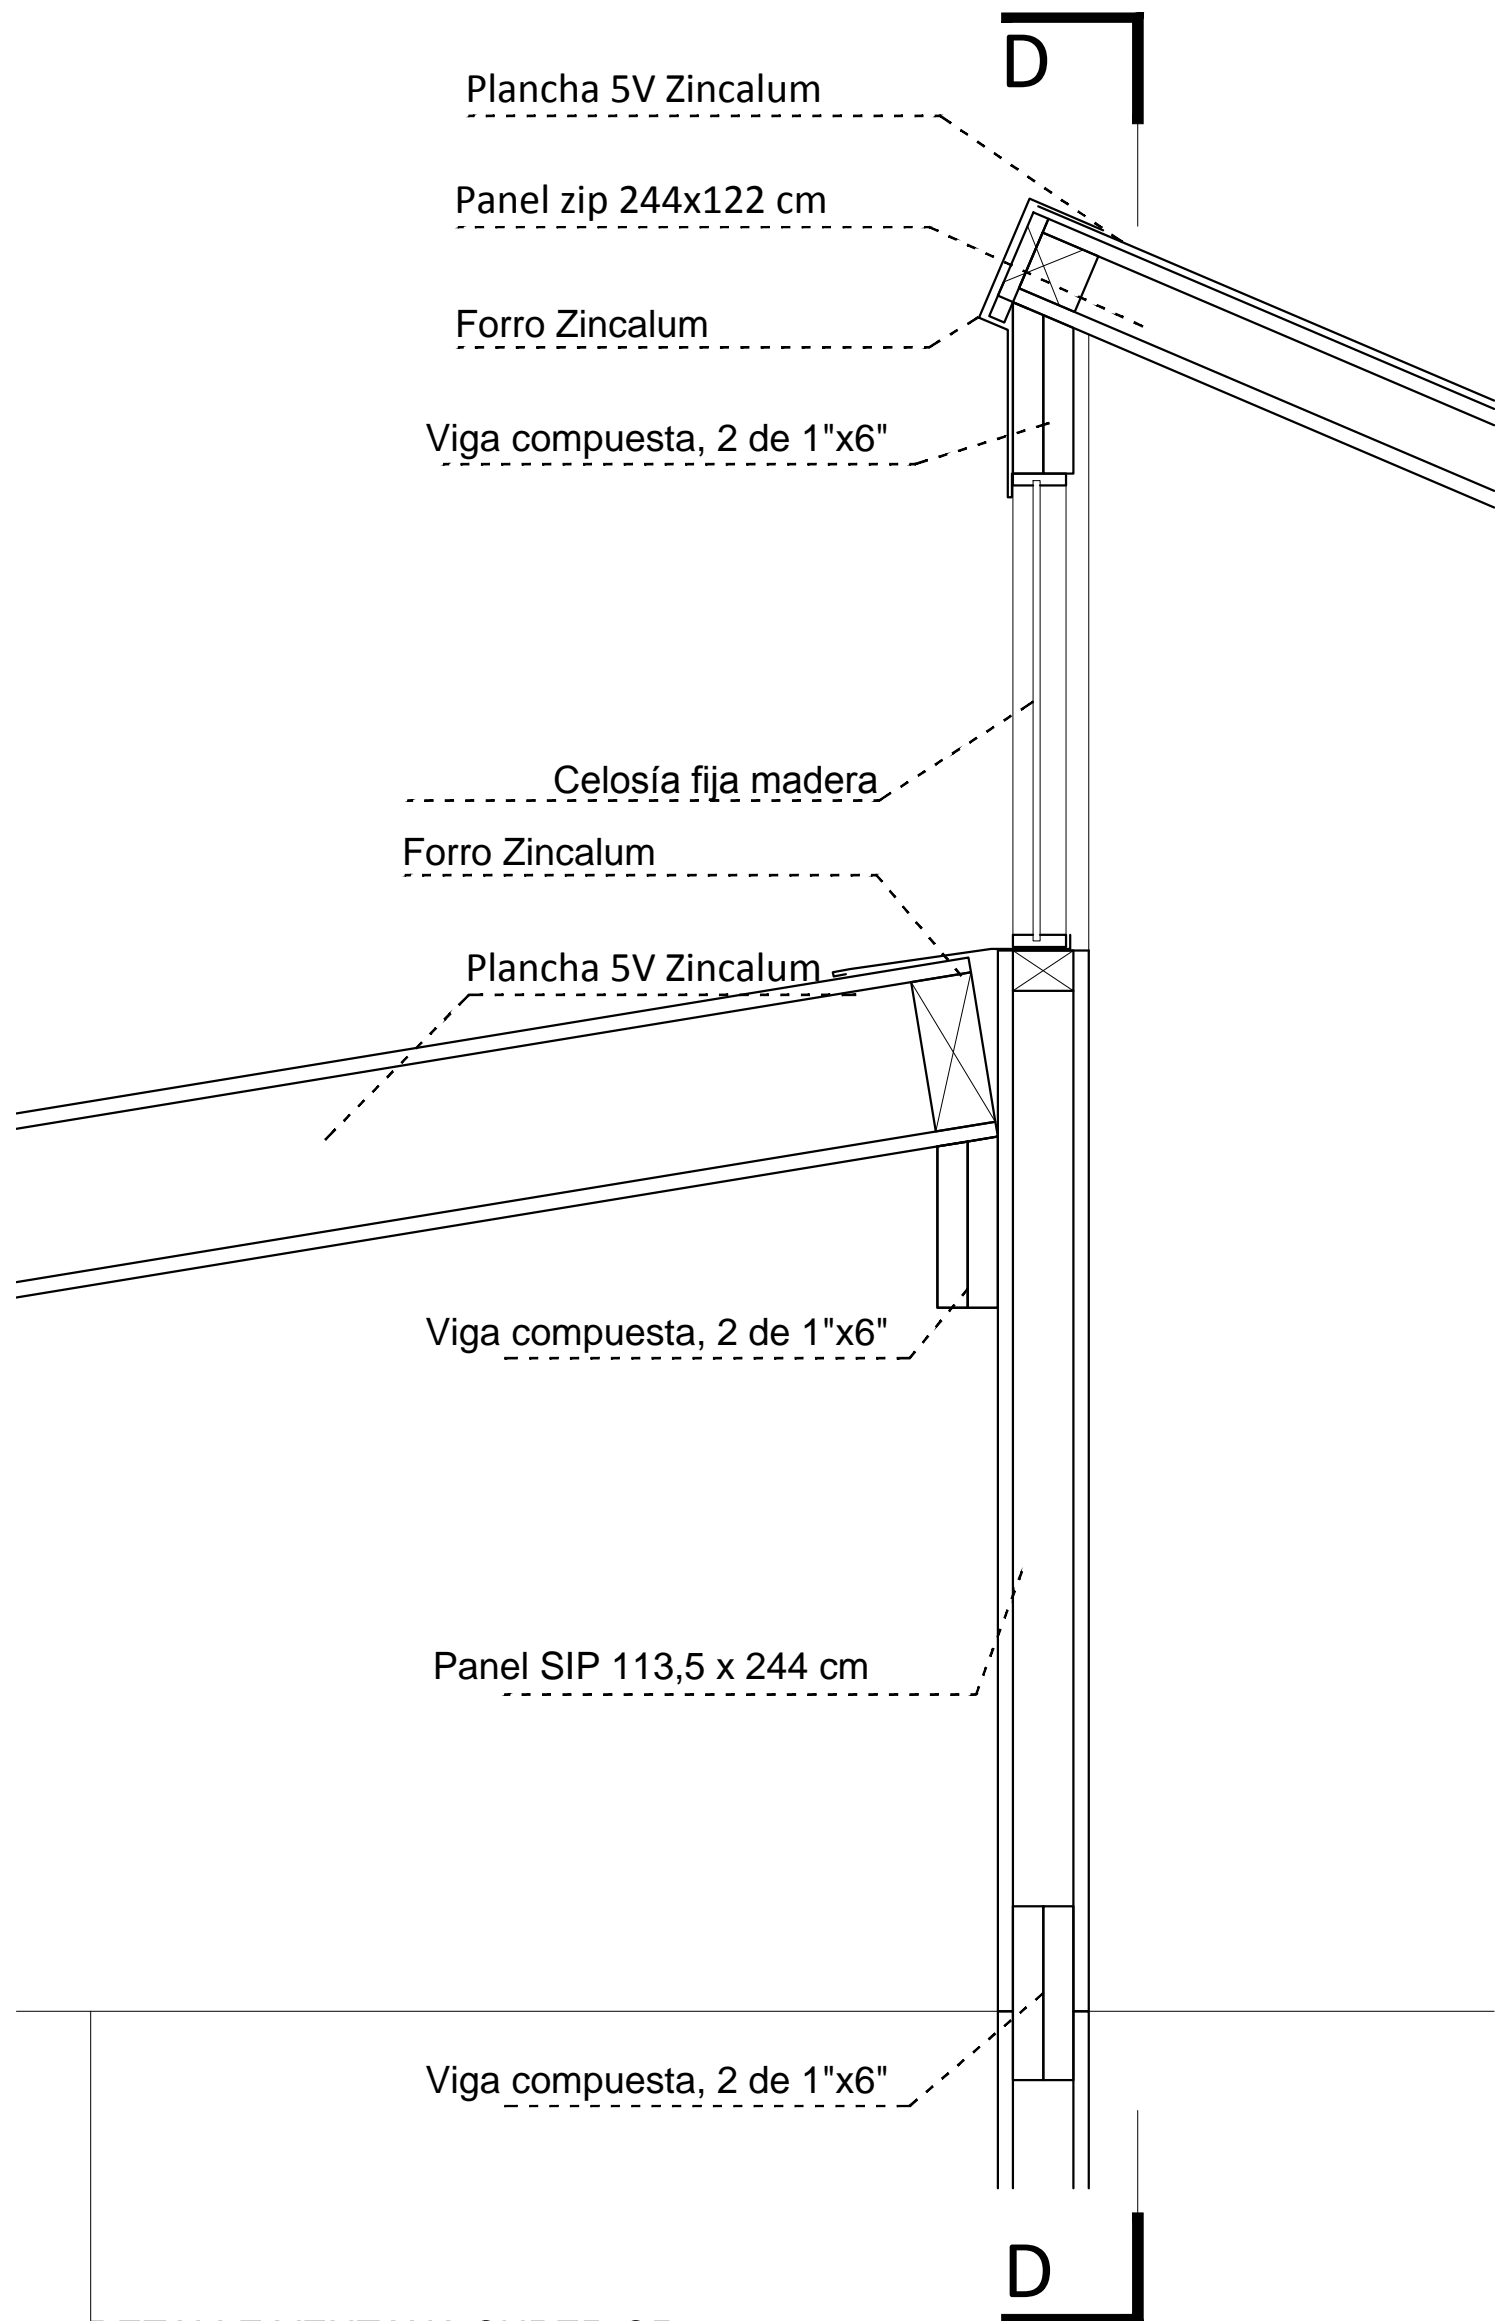 D
Plancha 5V Zincalum
Panel zip 244x122 cm
Forro Zincalum
Viga compuesta, 2 de 1"x6"
Celosía fija madera
Forro Zincalum
Plancha 5V Zincalum
Viga compuesta, 2 de 1"x6"
Panel SIP 113,5 x 244 cm
Viga compuesta, 2 de 1"x6"
D